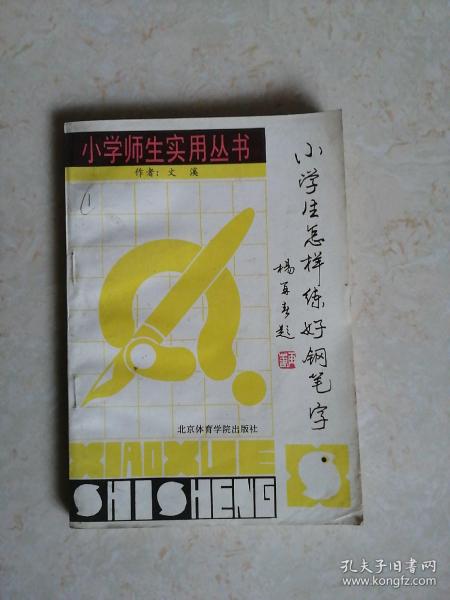 小学师生实用丛书
作者：文 溪
小学生怎样练好钢笔字
杨再春题
北京体育学院出版社
XIAOXUE
SHISHENG
孔夫子旧书网
www.kongfz.com